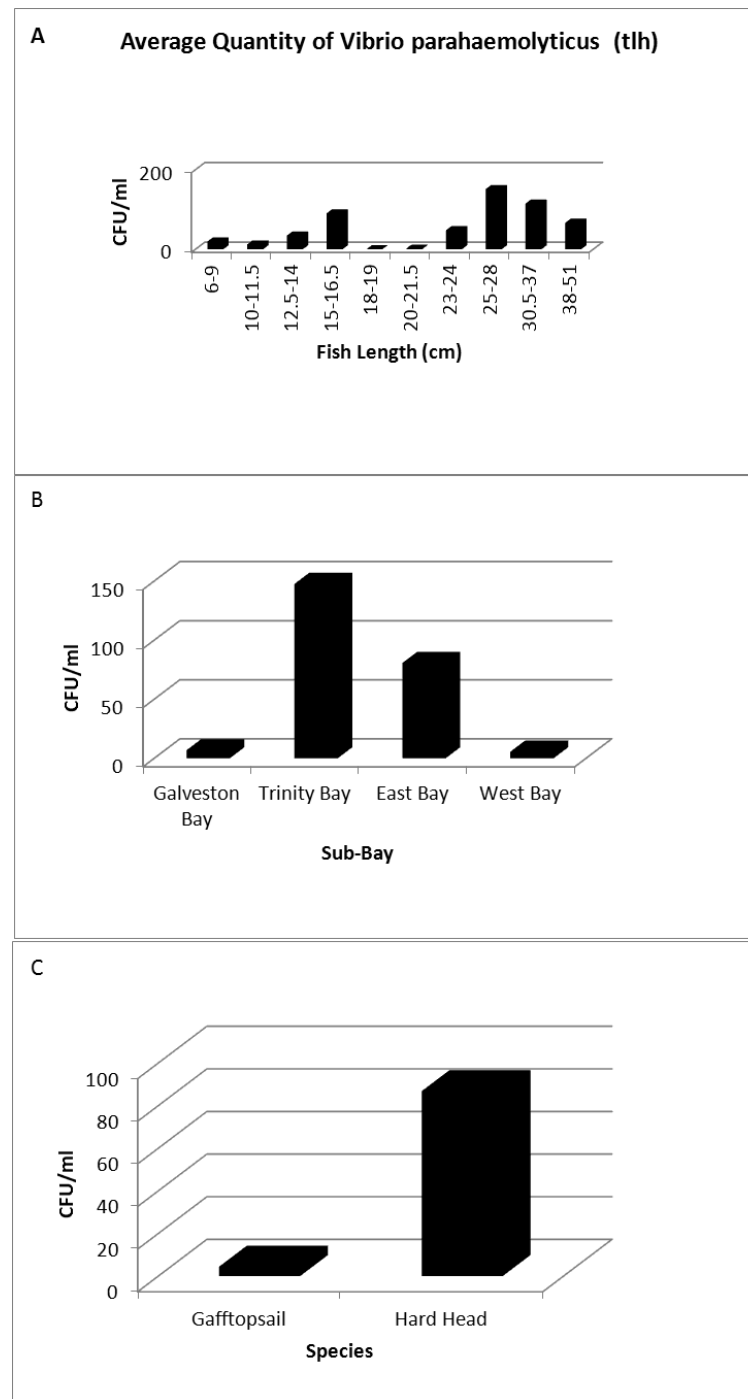 A
Average Quantity of Vibrio parahaemolyticus (tlh)
CFU/ml
200
0
6-9
10-11.5
12.5-14
15-16.5
18-19
20-21.5
23-24
25-28
30.5-37
38-51
Fish Length (cm)
B
CFU/ml
150
100
50
0
Galveston
Bay
Trinity Bay
East Bay
West Bay
Sub-Bay
C
CFU/ml
100
80
60
40
20
0
Gafftopsail
Hard Head
Species